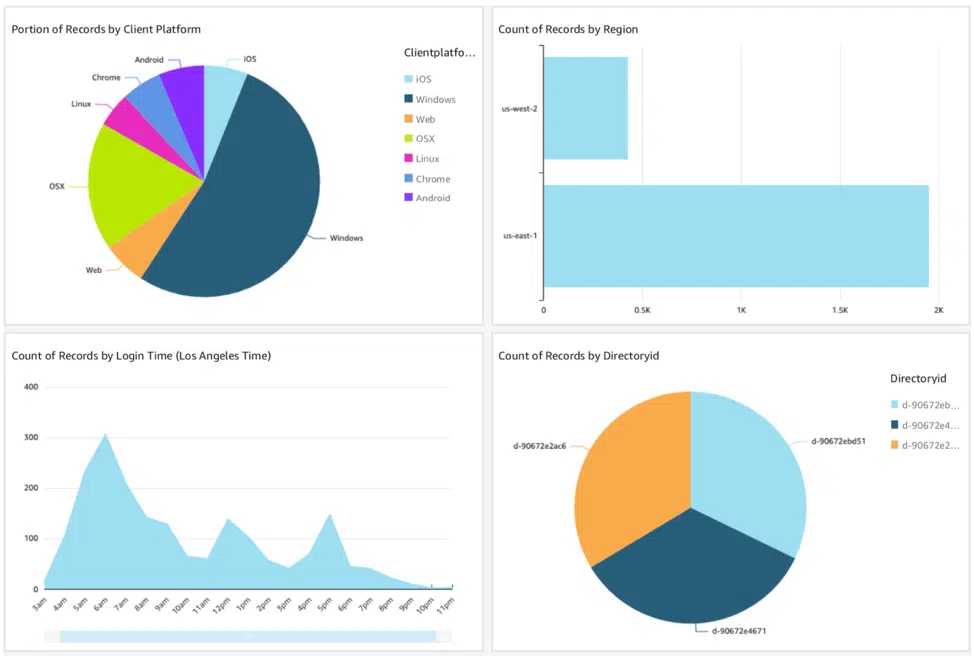 Portion of Records by Client Platform
Clientplatfo...
iOS
Android
Chrome
Linux
OSX
Web
Windows
iOS
Windows
Web
OSX
Linux
Chrome
Android
Count of Records by Region
us-west-2
us-east-1
0 0.5K 1K 1.5K 2K
Count of Records by Login Time (Los Angeles Time)
400
300
200
100
0
3am 4am 5am 6am 7am 8am 9am 10am 11am 12pm 1pm 2pm 3pm 4pm 5pm 6pm 7pm 8pm 9pm 10pm 11pm
Count of Records by Directoryid
Directoryid
d-90672eb...
d-90672e4...
d-90672e2...
d-90672e2ac6
d-90672ebd51
d-90672e4671